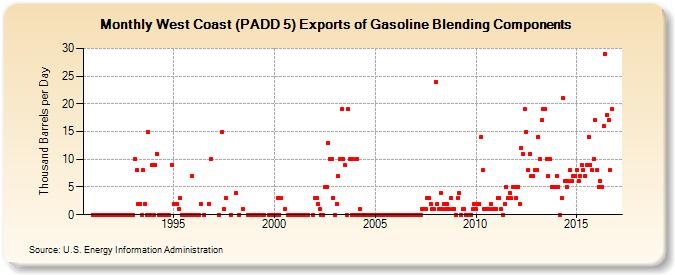 Monthly West Coast (PADD 5) Exports of Gasoline Blending Components
Thousand Barrels per Day
30
25
20
15
10
5
0
1995 2000 2005 2010 2015
Source: U.S. Energy Information Administration